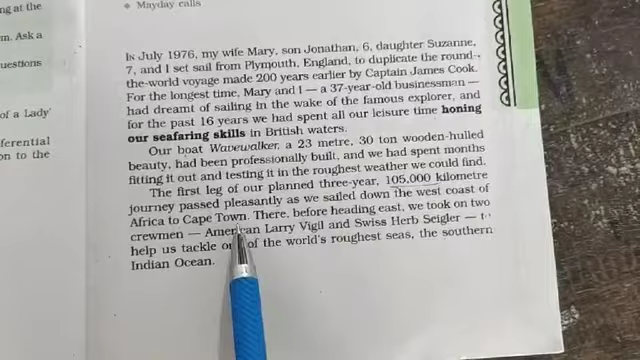 ng at the
m. Ask a
uestions
of a Lady'
ferential
on to the
• Mayday calls
IN July 1976, my wife Mary, son Jonathan, 6, daughter Suzanne,
7, and I set sail from Plymouth, England, to duplicate the round-
the-world voyage made 200 years earlier by Captain James Cook.
For the longest time, Mary and I — a 37-year-old businessman —
had dreamt of sailing in the wake of the famous explorer, and
for the past 16 years we had spent all our leisure time honing
our seafaring skills in British waters.
Our boat Wavewalker, a 23 metre, 30 ton wooden-hulled
beauty, had been professionally built, and we had spent months
fitting it out and testing it in the roughest weather we could find.
The first leg of our planned three-year, 105,000 kilometre
journey passed pleasantly as we sailed down the west coast of
Africa to Cape Town. There, before heading east, we took on two
crewmen — American Larry Vigil and Swiss Herb Seigler — to
help us tackle of the world's roughest seas, the southern
Indian Ocean.